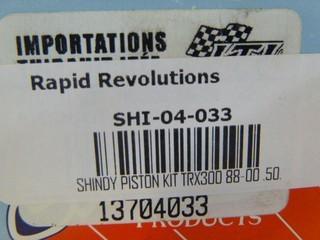 IMPORTATIONS
Rapid Revolutions
SHI-04-033
SHINDY PISTON KIT TRX300 88-00 .50.
13704033
PRODUCTS